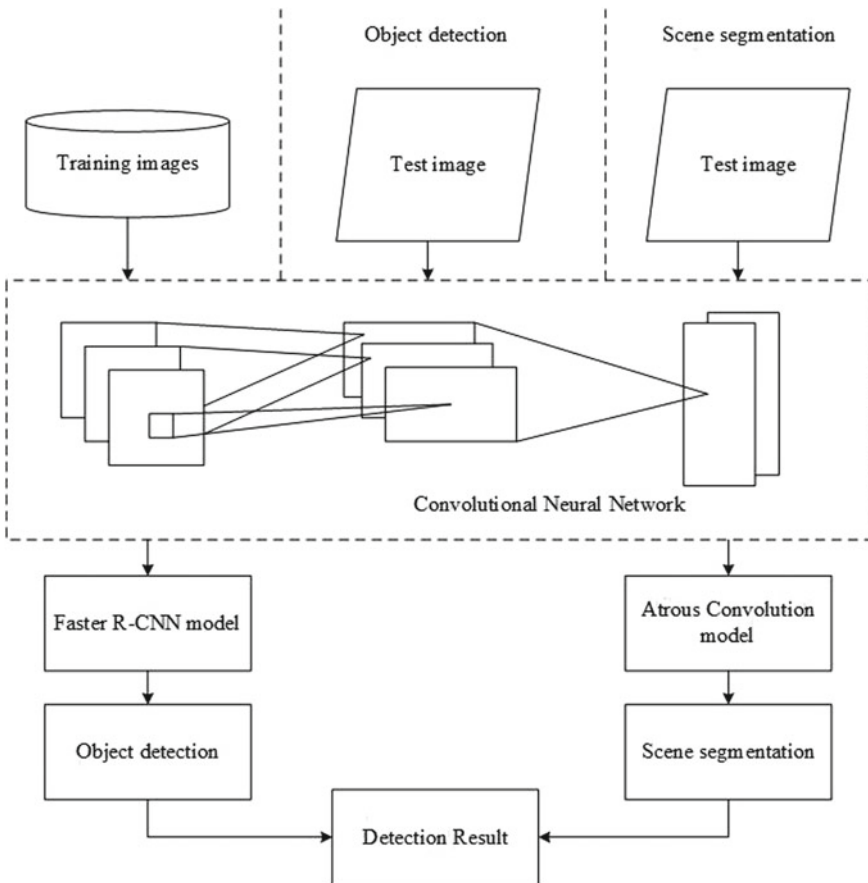 Object detection
Scene segmentation
Training images
Test image
Test image
Convolutional Neural Network
Faster R-CNN model
Atrous Convolution
model
Object detection
Scene segmentation
Detection Result